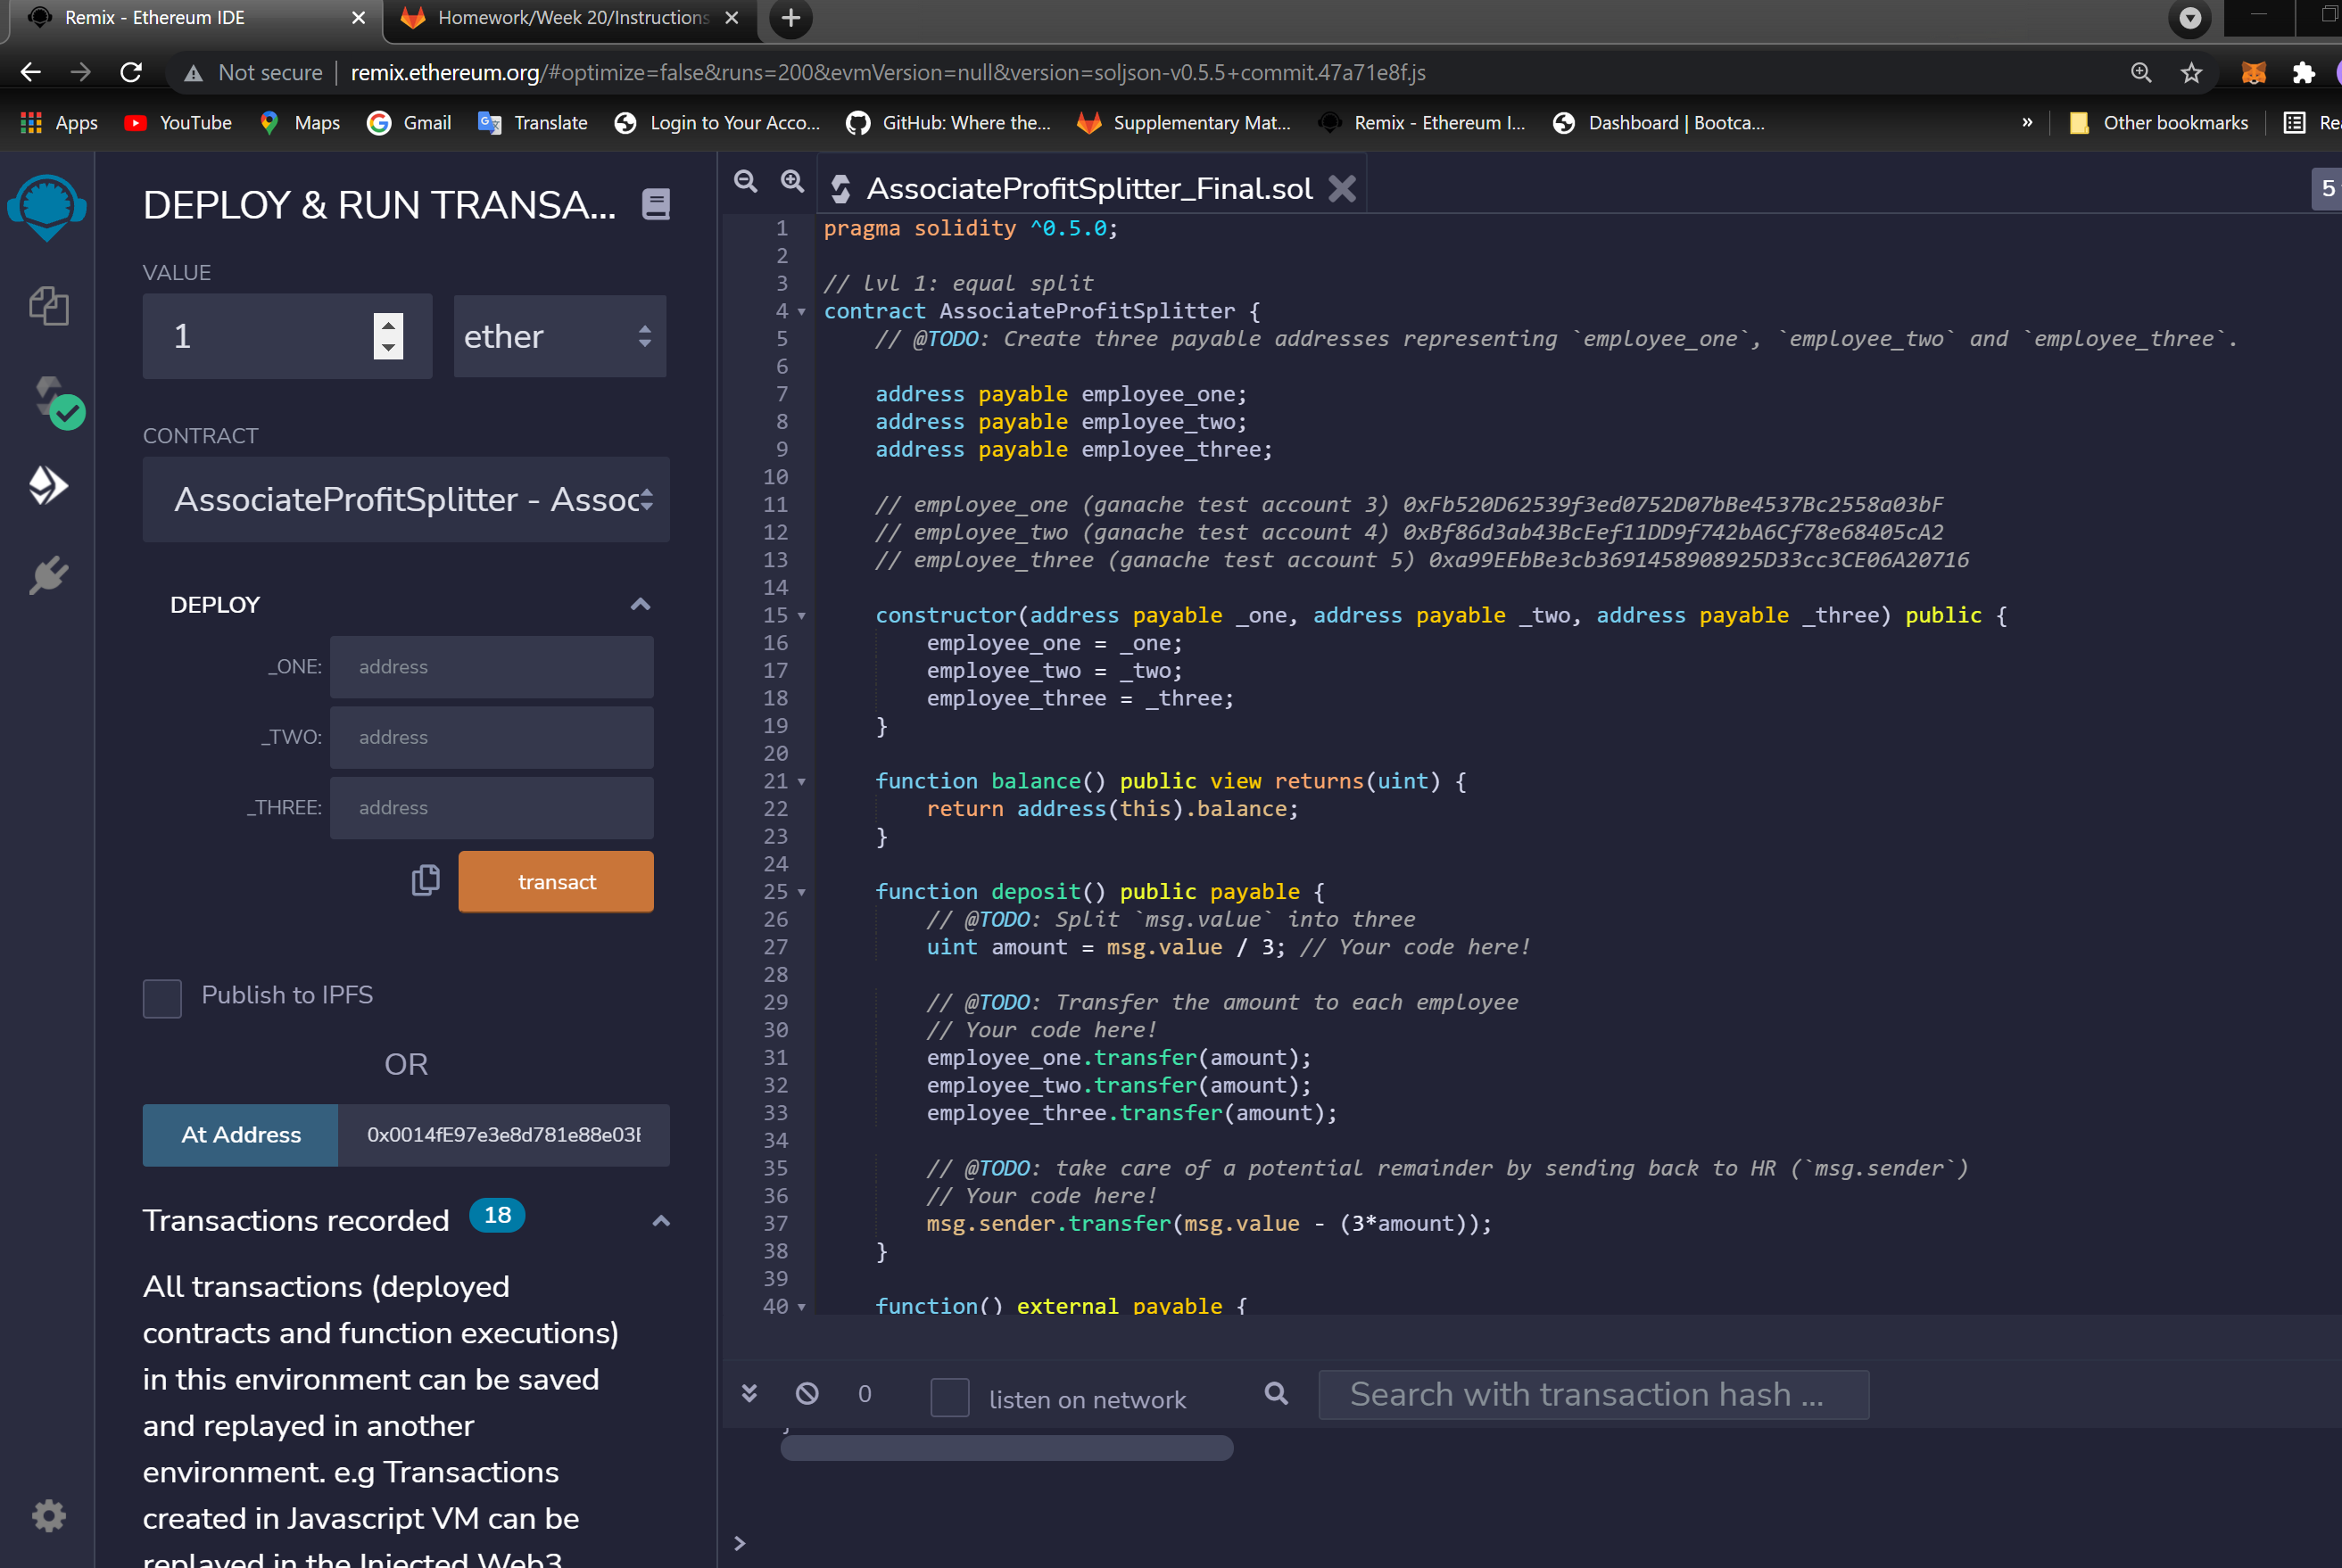 Remix - Ethereum IDE
Homework/Week 20/Instructions
Not secure
remix.ethereum.org/#optimize=false&runs=200&evmVersion=null&version=soljson-v0.5.5+commit.47a71e8f.js
Apps YouTube Maps Gmail Translate Login to Your Acco... GitHub: Where the... Supplementary Mat... Remix - Ethereum I... Dashboard | Bootca... » Other bookmarks
DEPLOY & RUN TRANSA...
VALUE
1 ether
CONTRACT
AssociateProfitSplitter - Assoc
DEPLOY
_ONE: address
_TWO: address
_THREE: address
transact
Publish to IPFS
OR
At Address 0x0014fE97e3e8d781e88e03
Transactions recorded 18
All transactions (deployed
contracts and function executions)
in this environment can be saved
and replayed in another
environment. e.g Transactions
created in Javascript VM can be
replayed in the Injected Web3
AssociateProfitSplitter_Final.sol
5
1 pragma solidity ^0.5.0;
2
3 // lvl 1: equal split
4 contract AssociateProfitSplitter {
5 // @TODO: Create three payable addresses representing `employee_one`, `employee_two` and `employee_three`.
6
7 address payable employee_one;
8 address payable employee_two;
9 address payable employee_three;
10
11 // employee_one (ganache test account 3) 0xFb520D62539f3ed0752D07bBe4537Bc2558a03bF
12 // employee_two (ganache test account 4) 0xBf86d3ab43BcEef11DD9f742bA6Cf78e68405cA2
13 // employee_three (ganache test account 5) 0xa99EEbBe3cb3691458908925D33cc3CE06A20716
14
15 constructor(address payable _one, address payable _two, address payable _three) public {
16 employee_one = _one;
17 employee_two = _two;
18 employee_three = _three;
19 }
20
21 function balance() public view returns(uint) {
22 return address(this).balance;
23 }
24
25 function deposit() public payable {
26 // @TODO: Split `msg.value` into three
27 uint amount = msg.value / 3; // Your code here!
28
29 // @TODO: Transfer the amount to each employee
30 // Your code here!
31 employee_one.transfer(amount);
32 employee_two.transfer(amount);
33 employee_three.transfer(amount);
34
35 // @TODO: take care of a potential remainder by sending back to HR (`msg.sender`)
36 // Your code here!
37 msg.sender.transfer(msg.value - (3*amount));
38 }
39
40 function() external payable {
0 listen on network Search with transaction hash ...
>